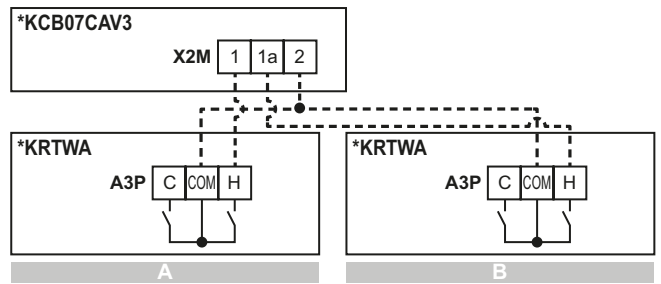 *KCB07CAV3
X2M 1 1a 2
*KRTWA
A3P C COM H
A
*KRTWA
A3P C COM H
B